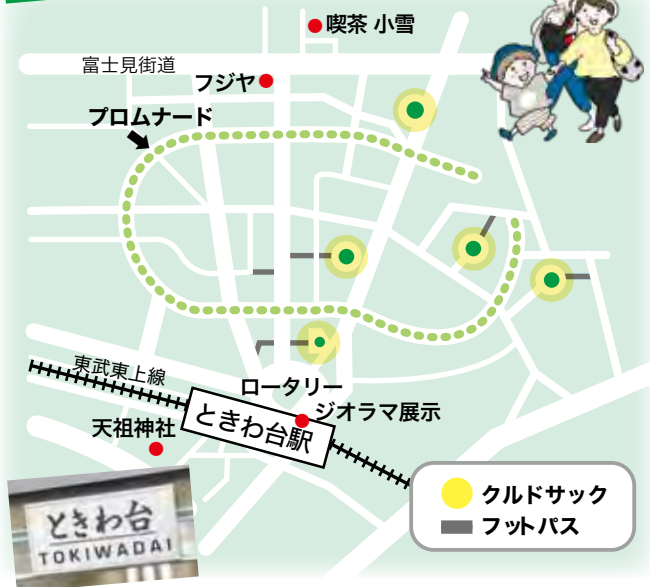 喫茶 小雪
富士見街道
フジヤ
プロムナード
東武東上線
ロータリー
ジオラマ展示
ときわ台駅
天祖神社
クルドサック
フットパス
ときわ台
TOKIWADAI